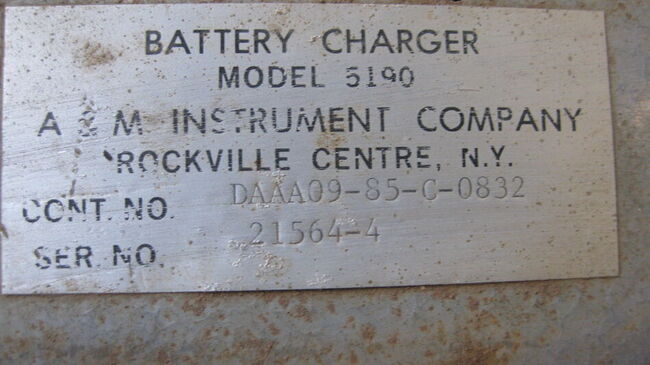 BATTERY CHARGER
MODEL 5190
A & M INSTRUMENT COMPANY
ROCKVILLE CENTRE, N.Y.
CONT. NO. DAAA09-85-C-0832
SER. NO. 21564-4